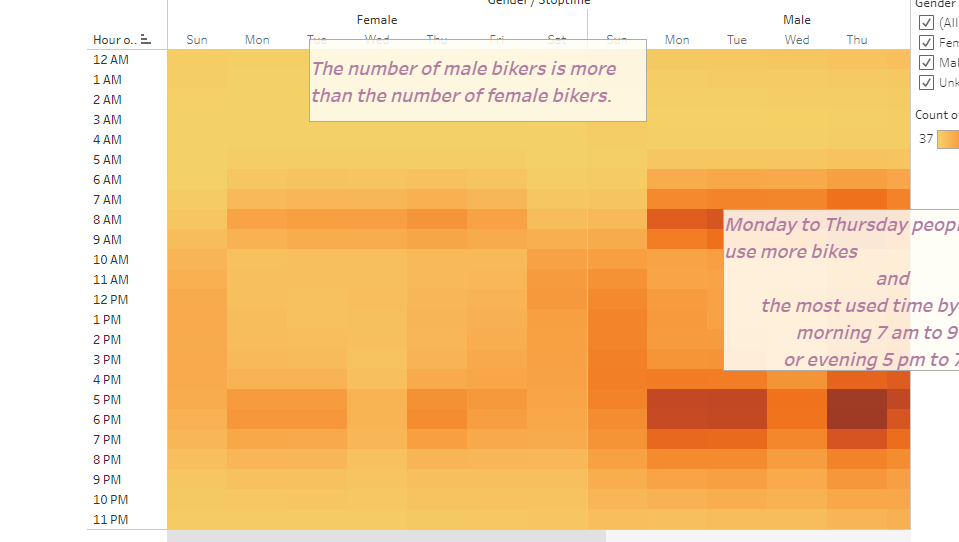 Gender / Stoptime
Gender
Female
Male
(All
Fem
Mal
Unk
Hour o..
Sun Mon Tue Wed Thu Fri Sat Sun Mon Tue Wed Thu
Count o
37
12 AM
1 AM
2 AM
3 AM
4 AM
5 AM
6 AM
7 AM
8 AM
9 AM
10 AM
11 AM
12 PM
1 PM
2 PM
3 PM
4 PM
5 PM
6 PM
7 PM
8 PM
9 PM
10 PM
11 PM
The number of male bikers is more
than the number of female bikers.
Monday to Thursday peopl
use more bikes
and
the most used time by
morning 7 am to 9
or evening 5 pm to 7